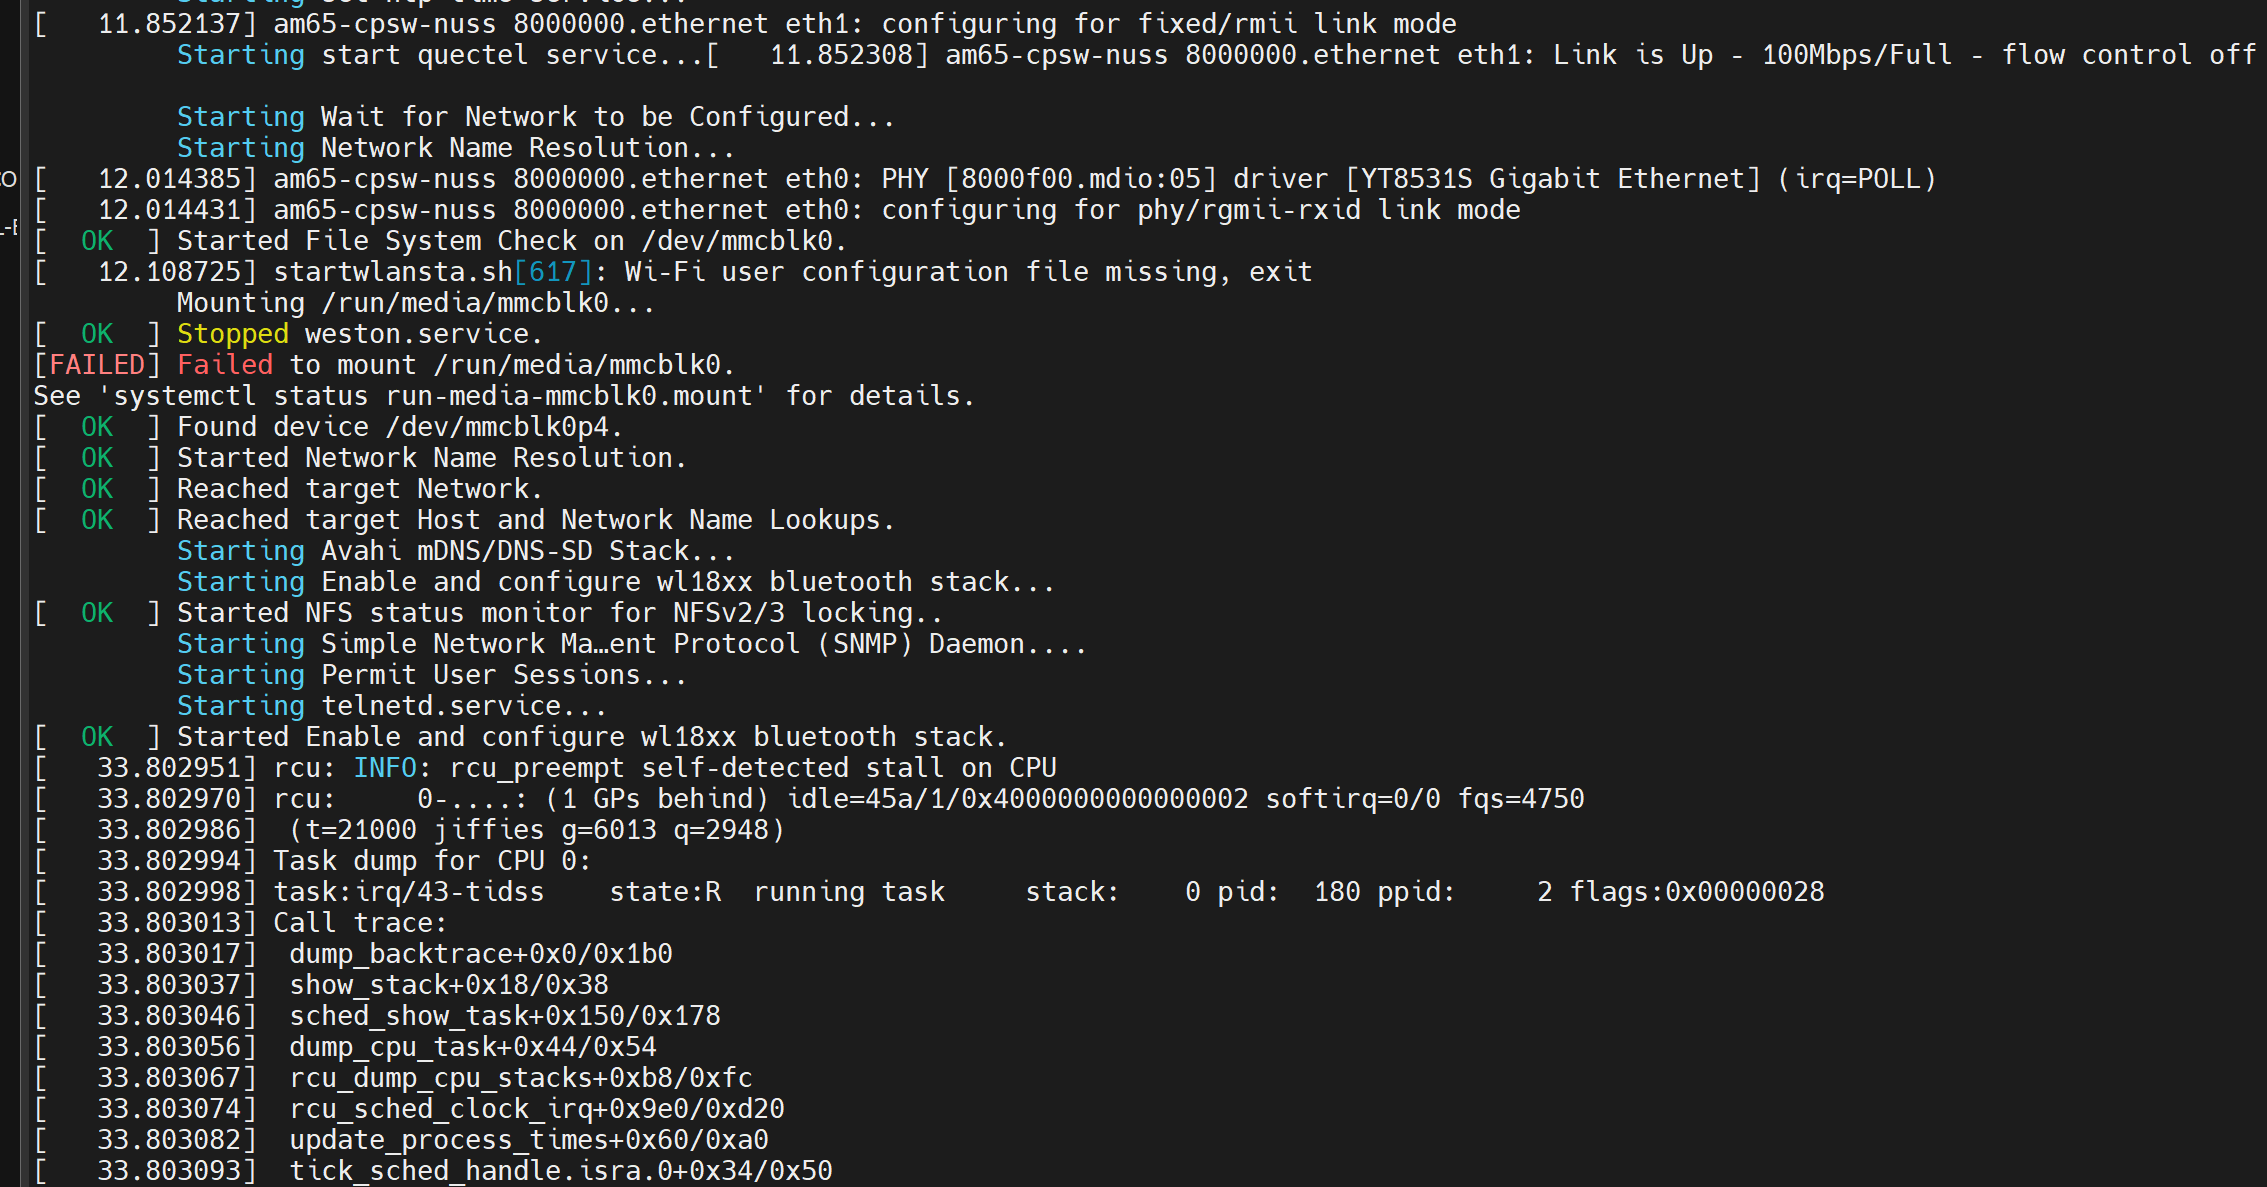 [   11.852137] am65-cpsw-nuss 8000000.ethernet eth1: configuring for fixed/rmii link mode
         Starting start quectel service...[   11.852308] am65-cpsw-nuss 8000000.ethernet eth1: Link is Up - 100Mbps/Full - flow control off
         Starting Wait for Network to be Configured...
         Starting Network Name Resolution...
[   12.014385] am65-cpsw-nuss 8000000.ethernet eth0: PHY [8000f00.mdio:05] driver [YT8531S Gigabit Ethernet] (irq=POLL)
[   12.014431] am65-cpsw-nuss 8000000.ethernet eth0: configuring for phy/rgmii-rxid link mode
[  OK  ] Started File System Check on /dev/mmcblk0.
[   12.108725] startwlansta.sh[617]: Wi-Fi user configuration file missing, exit
         Mounting /run/media/mmcblk0...
[  OK  ] Stopped weston.service.
[FAILED] Failed to mount /run/media/mmcblk0.
See 'systemctl status run-media-mmcblk0.mount' for details.
[  OK  ] Found device /dev/mmcblk0p4.
[  OK  ] Started Network Name Resolution.
[  OK  ] Reached target Network.
[  OK  ] Reached target Host and Network Name Lookups.
         Starting Avahi mDNS/DNS-SD Stack...
         Starting Enable and configure wl18xx bluetooth stack...
[  OK  ] Started NFS status monitor for NFSv2/3 locking..
         Starting Simple Network Ma…ent Protocol (SNMP) Daemon....
         Starting Permit User Sessions...
         Starting telnetd.service...
[  OK  ] Started Enable and configure wl18xx bluetooth stack.
[   33.802951] rcu: INFO: rcu_preempt self-detected stall on CPU
[   33.802970] rcu:     0-....: (1 GPs behind) idle=45a/1/0x4000000000000002 softirq=0/0 fqs=4750
[   33.802986]  (t=21000 jiffies g=6013 q=2948)
[   33.802994] Task dump for CPU 0:
[   33.802998] task:irq/43-tidss    state:R  running task     stack:    0 pid:  180 ppid:     2 flags:0x00000028
[   33.803013] Call trace:
[   33.803017]  dump_backtrace+0x0/0x1b0
[   33.803037]  show_stack+0x18/0x38
[   33.803046]  sched_show_task+0x150/0x178
[   33.803056]  dump_cpu_task+0x44/0x54
[   33.803067]  rcu_dump_cpu_stacks+0xb8/0xfc
[   33.803074]  rcu_sched_clock_irq+0x9e0/0xd20
[   33.803082]  update_process_times+0x60/0xa0
[   33.803093]  tick_sched_handle.isra.0+0x34/0x50